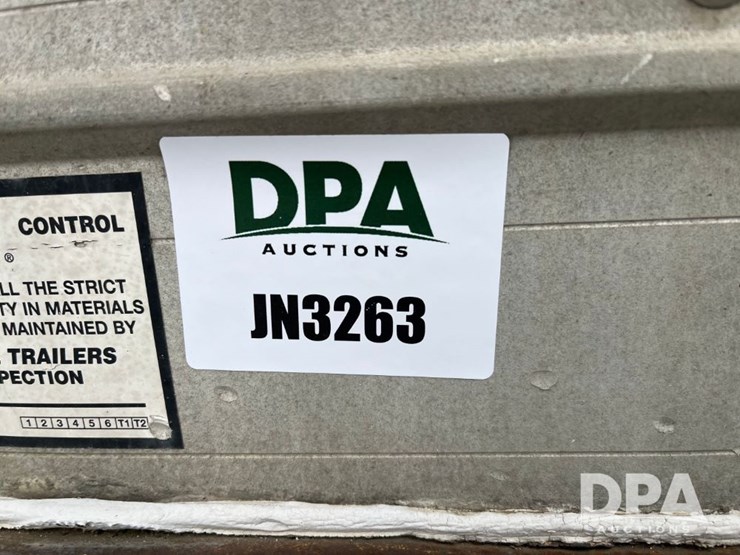 CONTROL
®
LL THE STRICT
TY IN MATERIALS
MAINTAINED BY
TRAILERS
PECTION
1 2 3 4 5 6 T1 T2
DPA
AUCTIONS
JN3263
DPA
AUCTIONS